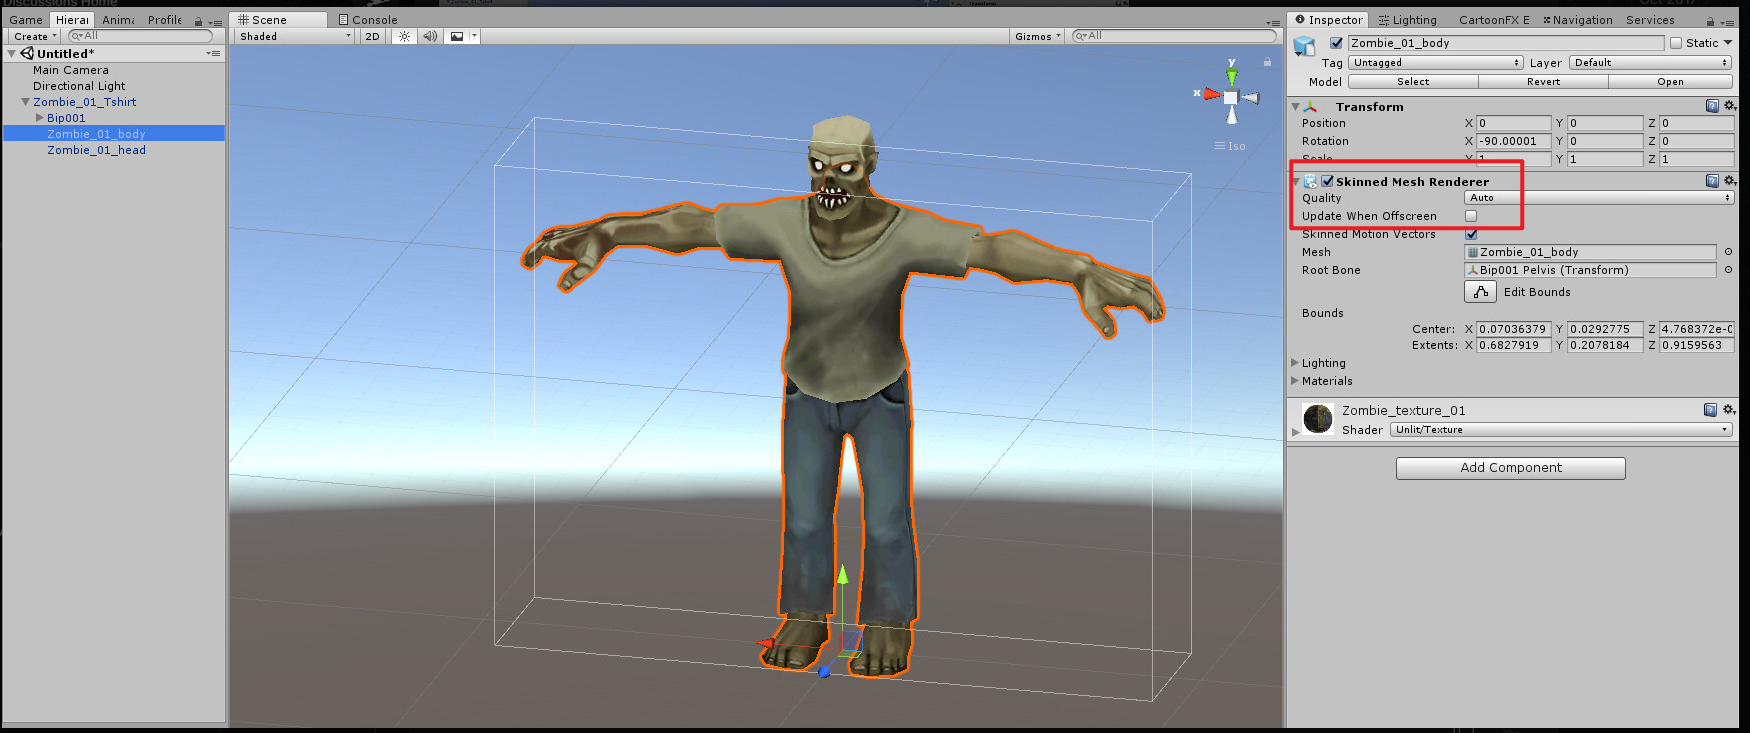 Discussions Home
Game Hierar Anima Profile Scene Console Inspector Lighting CartoonFX E Navigation Services
Create All Shaded 2D Gizmos All
Zombie_01_body Static
Untitled*
Tag Untagged Layer Default
Main Camera
Model Select Revert Open
Directional Light
Zombie_01_Tshirt
Transform
Bip001
Position X 0 Y 0 Z 0
Zombie_01_body
Rotation X -90.00001 Y 0 Z 0
Zombie_01_head
Scale X 1 Y 1 Z 1
y
x
Iso
Skinned Mesh Renderer
Quality Auto
Update When Offscreen
Skinned Motion Vectors
Mesh Zombie_01_body
Root Bone Bip001 Pelvis (Transform)
Edit Bounds
Bounds
Center: X 0.07036379 Y 0.0292775 Z 4.768372e-0
Extents: X 0.6827919 Y 0.2078184 Z 0.9159563
Lighting
Materials
Zombie_texture_01
Shader Unlit/Texture
Add Component